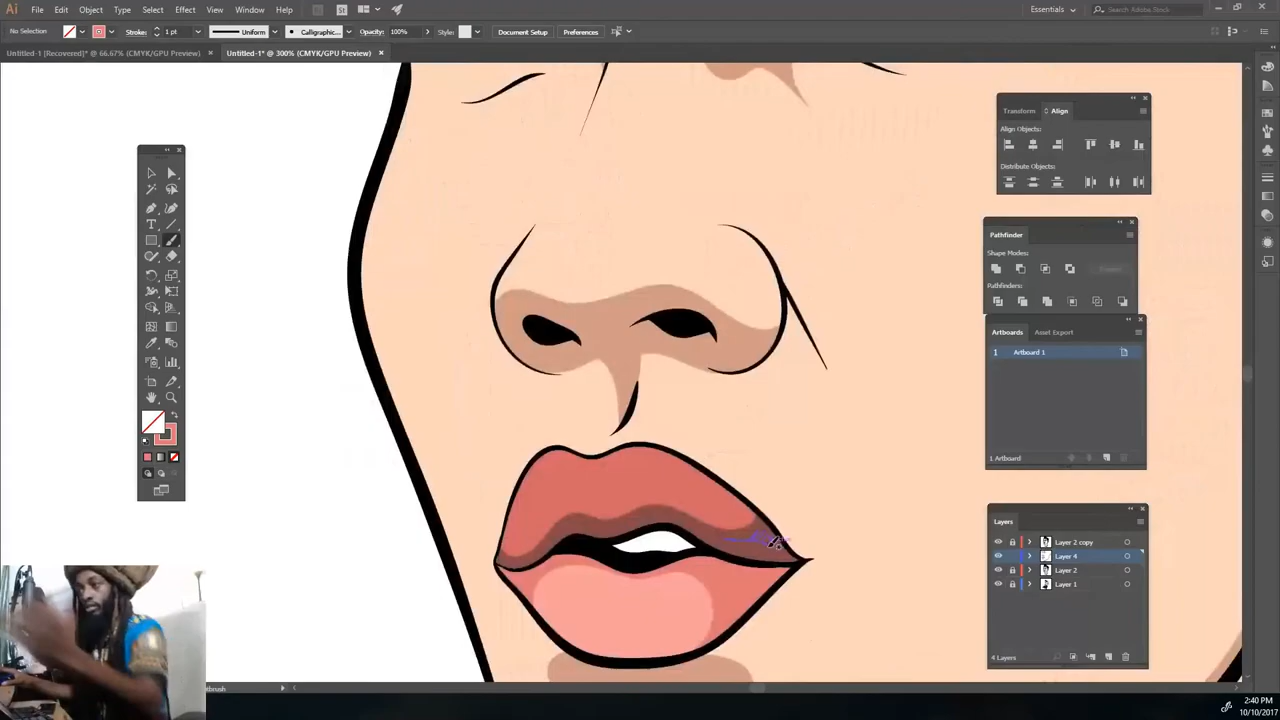 Ai File Edit Object Type Select Effect View Window Help Essentials Search Adobe Stock
No Selection Stroke: 1 pt Uniform Calligraphic... Opacity: 100% Style: Document Setup Preferences
Untitled-1 [Recovered]* @ 66.67% (CMYK/GPU Preview) Untitled-1* @ 300% (CMYK/GPU Preview)
Transform Align
Align Objects:
Distribute Objects:
Pathfinder
Shape Modes:
Pathfinders:
Artboards Asset Export
1 Artboard 1
1 Artboard
Layers
Layer 2 copy
Layer 4
Layer 2
Layer 1
4 Layers
2:40 PM
10/10/2017